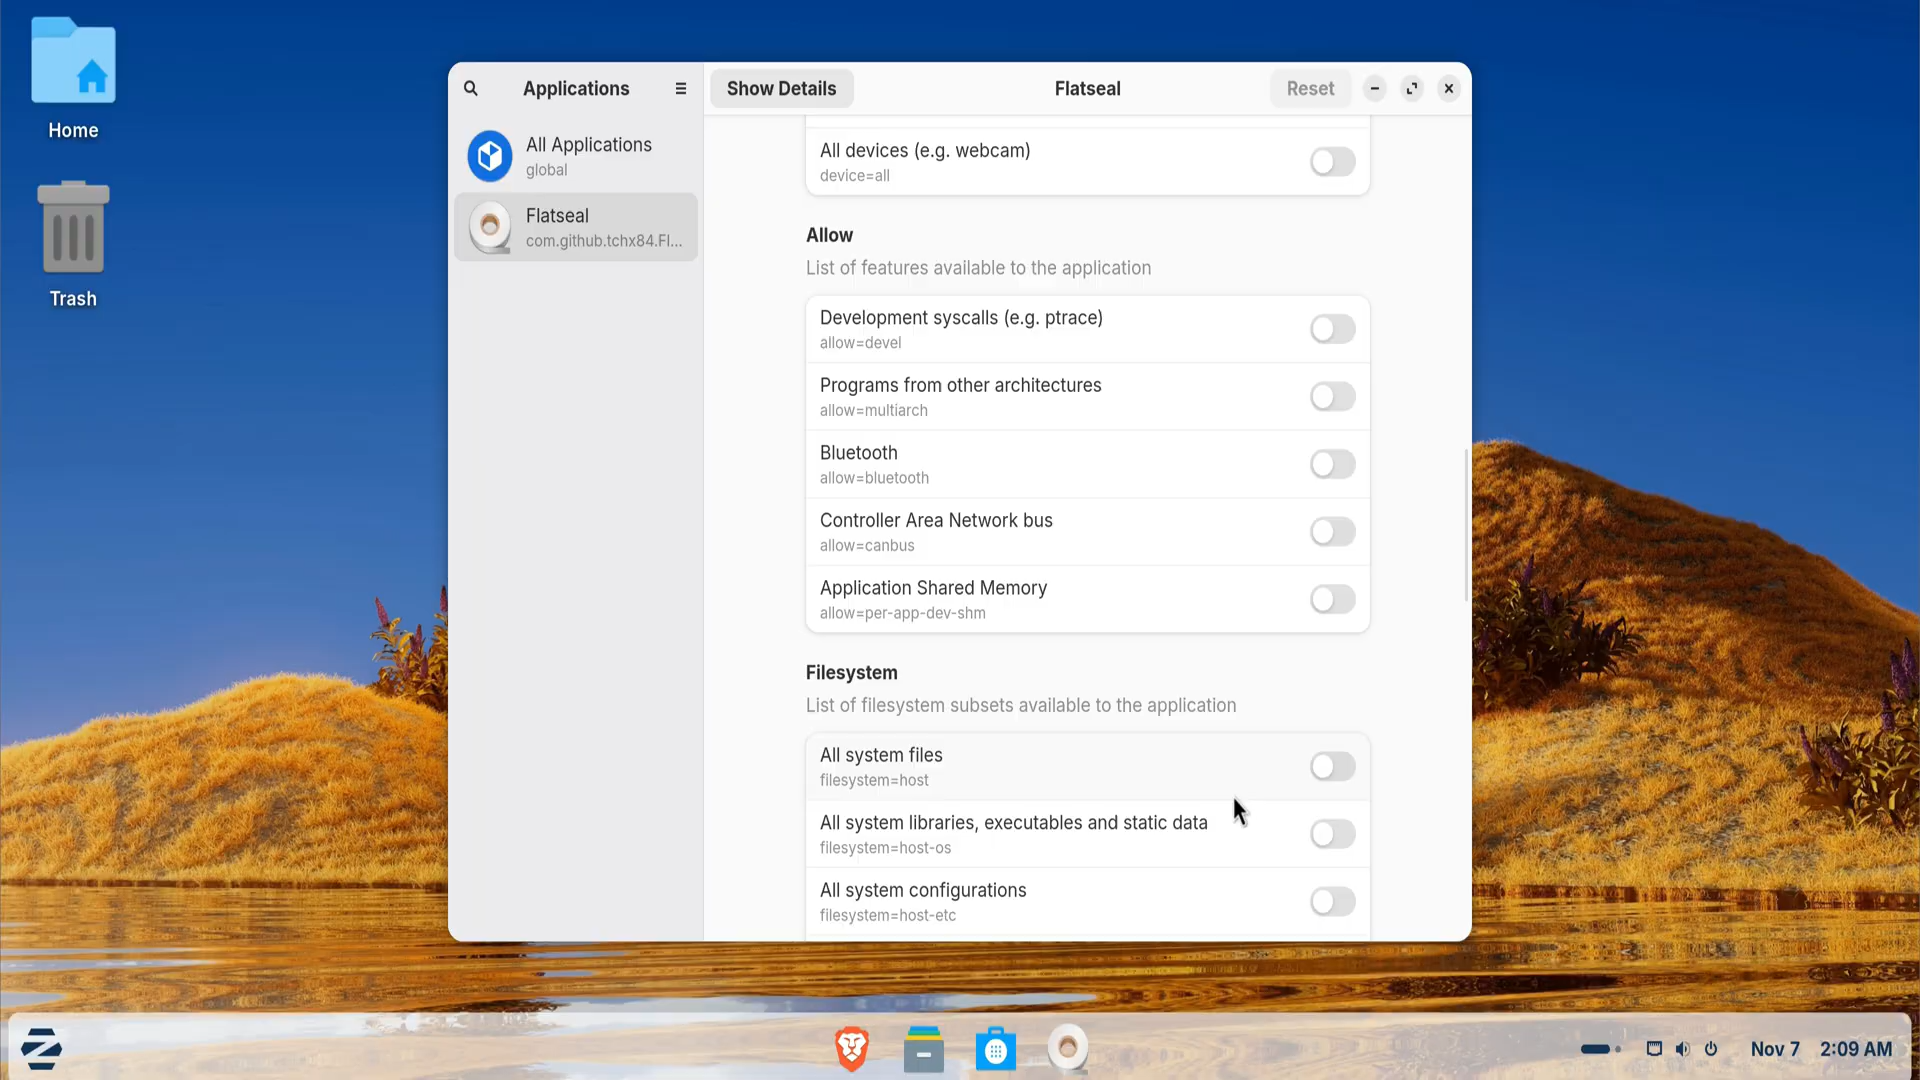 Home
Trash
Applications
Show Details
Flatseal
Reset
All Applications
global
Flatseal
com.github.tchx84.Fl...
All devices (e.g. webcam)
device=all
Allow
List of features available to the application
Development syscalls (e.g. ptrace)
allow=devel
Programs from other architectures
allow=multiarch
Bluetooth
allow=bluetooth
Controller Area Network bus
allow=canbus
Application Shared Memory
allow=per-app-dev-shm
Filesystem
List of filesystem subsets available to the application
All system files
filesystem=host
All system libraries, executables and static data
filesystem=host-os
All system configurations
filesystem=host-etc
Nov 7 2:09 AM